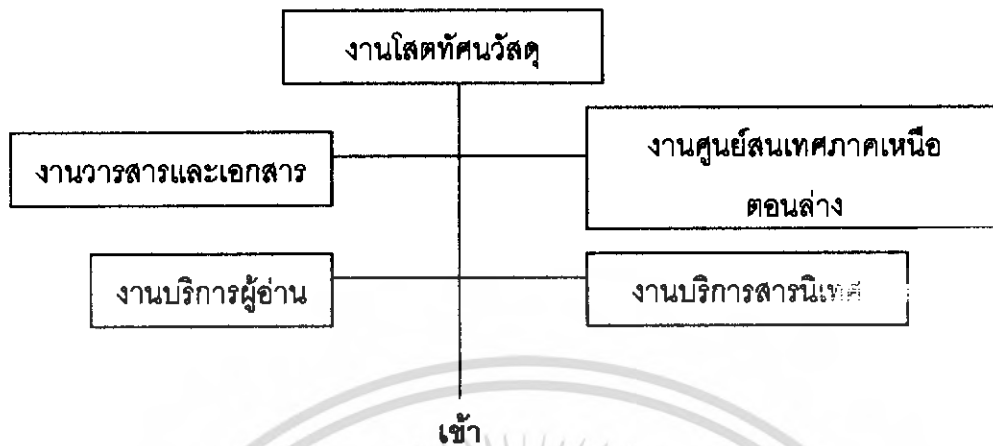 งานโสตทัศนวัสดุ
งานวารสารและเอกสาร
งานศูนย์สนเทศภาคเหนือ
ตอนล่าง
งานบริการผู้อ่าน
งานบริการสารนิเทศ
เข้า